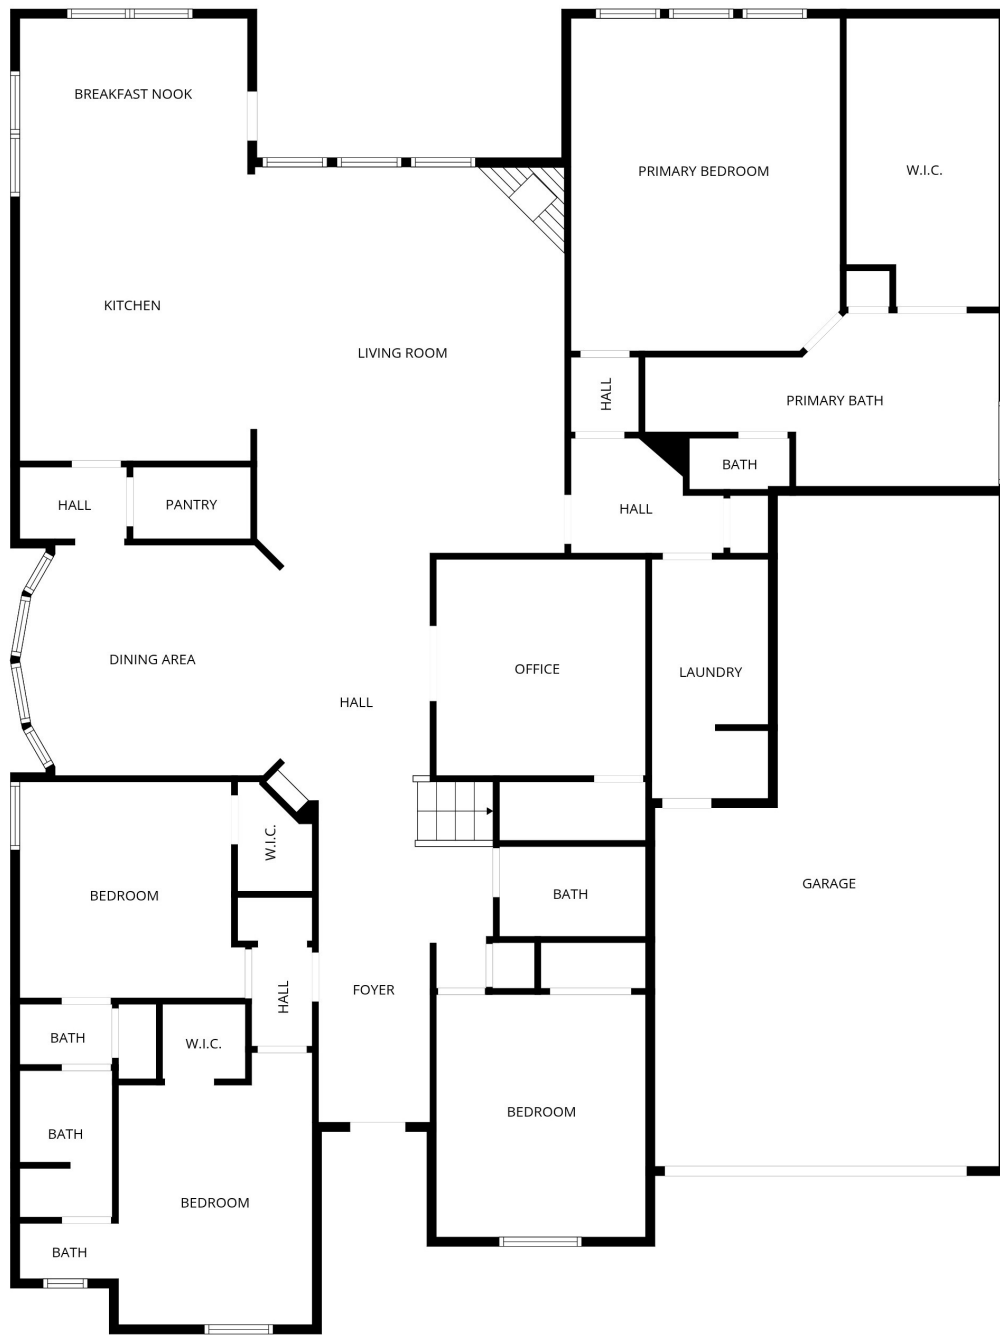 BREAKFAST NOOK
PRIMARY BEDROOM
W.I.C.
KITCHEN
LIVING ROOM
HALL
PRIMARY BATH
BATH
HALL
PANTRY
HALL
DINING AREA
OFFICE
LAUNDRY
HALL
W.I.C.
BEDROOM
BATH
GARAGE
HALL
FOYER
BATH
W.I.C.
BEDROOM
BATH
BEDROOM
BATH